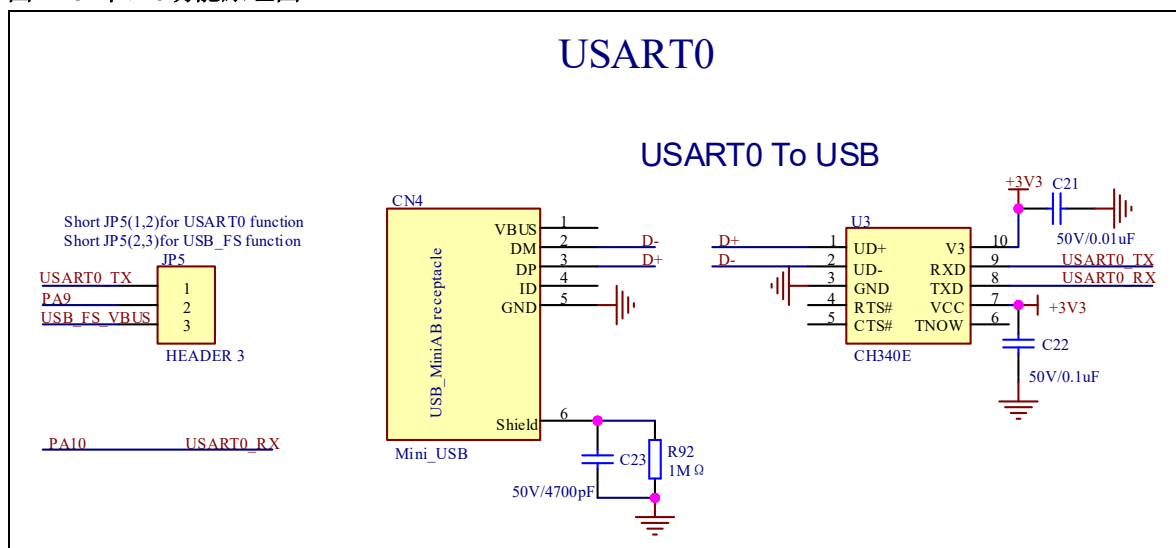 USART0
USART0 To USB
Short JP5(1,2)for USART0 function
Short JP5(2,3)for USB_FS function
JP5
USART0_TX
1
PA9
2
USB_FS_VBUS
3
HEADER 3
PA10
USART0_RX
CN4
USB_MiniAB receptacle
VBUS
1
DM
2
D-
DP
3
D+
ID
4
GND
5
Shield
6
Mini_USB
C23
50V/4700pF
R92
1MΩ
U3
D+
1
UD+
D-
2
UD-
3
GND
4
RTS#
5
CTS#
V3
10
RXD
9
USART0_TX
TXD
8
USART0_RX
VCC
7
+3V3
TNOW
6
CH340E
+3V3
C21
50V/0.01uF
C22
50V/0.1uF